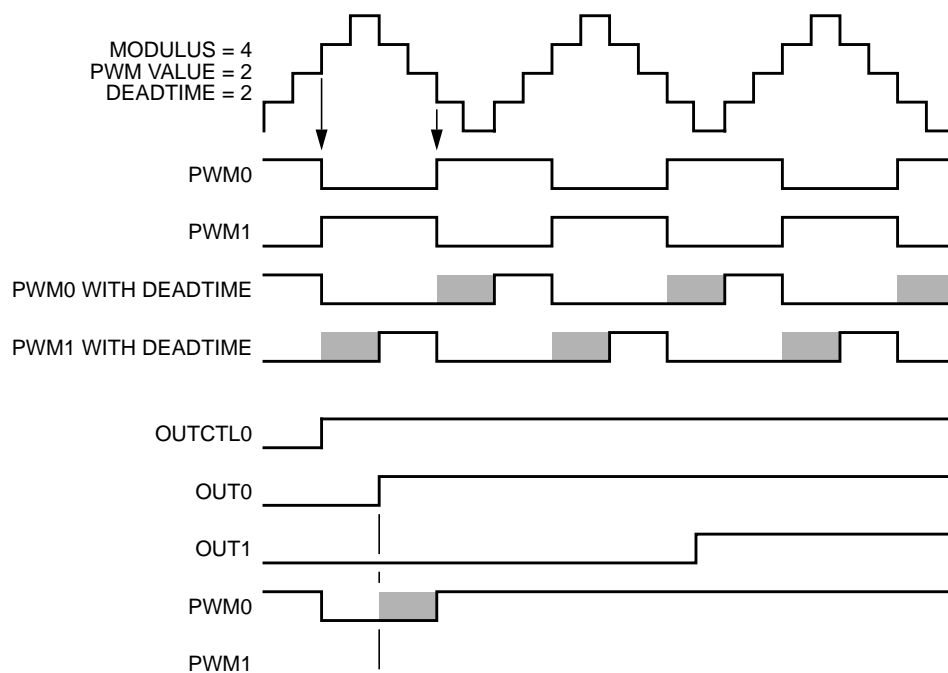 MODULUS = 4
PWM VALUE = 2
DEADTIME = 2
PWM0
PWM1
PWM0 WITH DEADTIME
PWM1 WITH DEADTIME
OUTCTL0
OUT0
OUT1
PWM0
PWM1